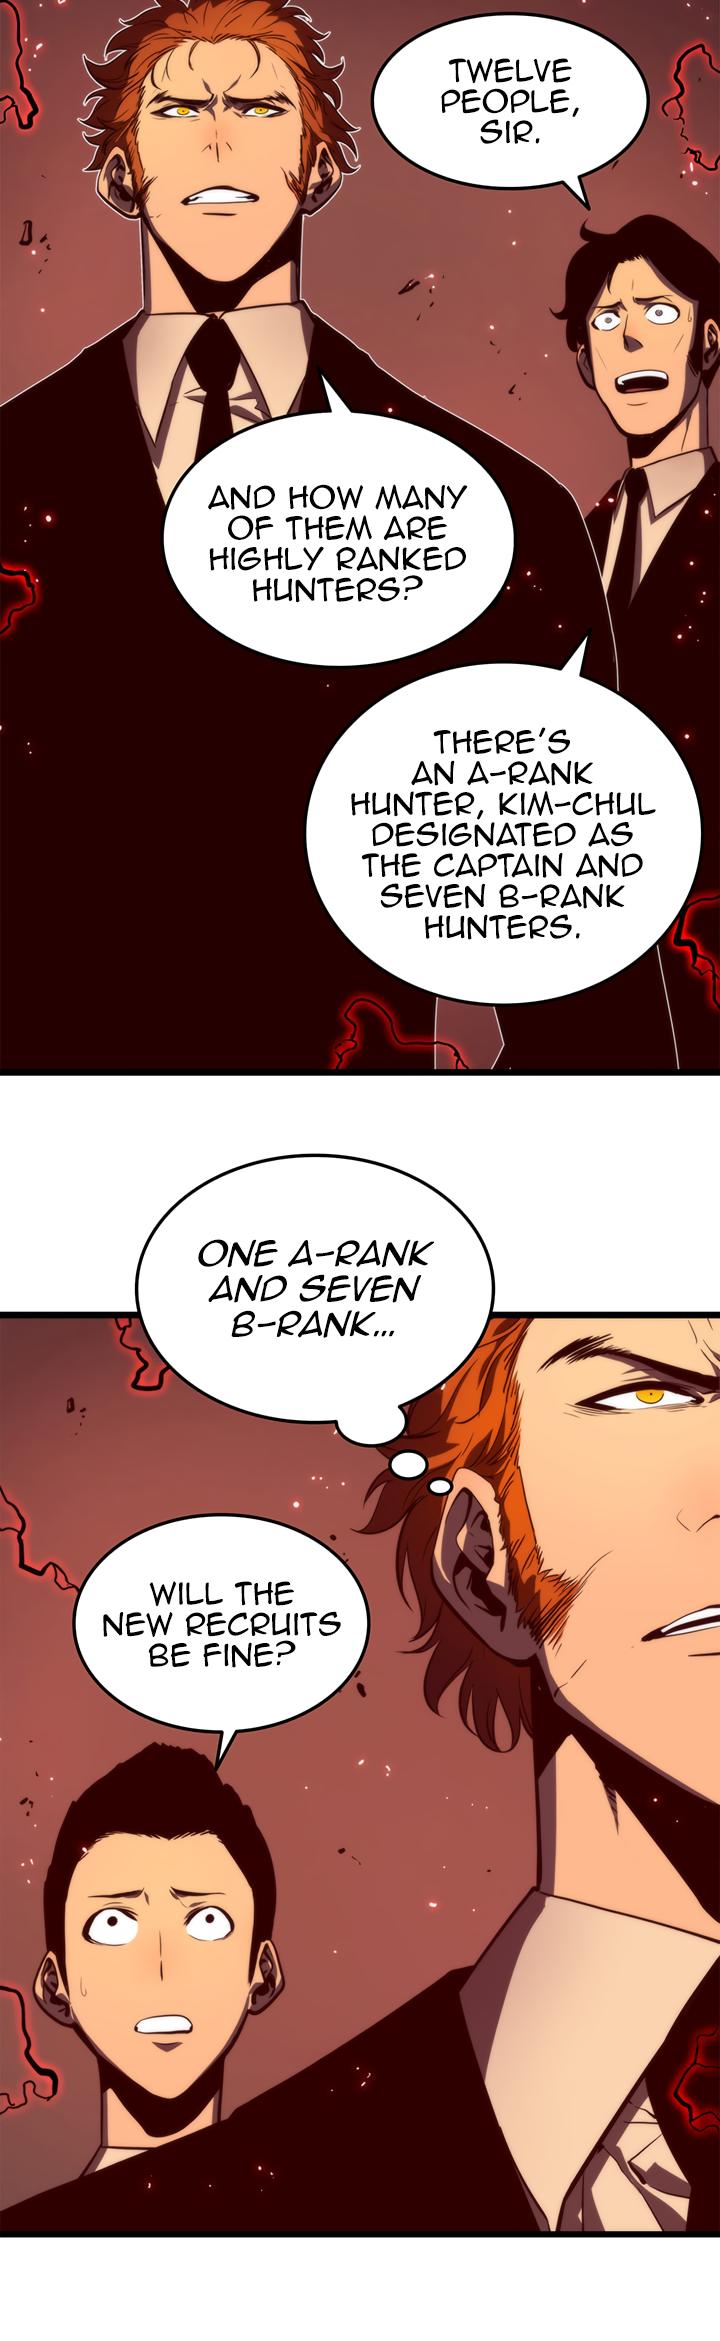 TWELVE
PEOPLE,
SIR.
AND HOW MANY
OF THEM ARE
HIGHLY RANKED
HUNTERS?
THERE'S
AN A-RANK
HUNTER, KIM-CHUL
DESIGNATED AS
THE CAPTAIN AND
SEVEN B-RANK
HUNTERS.
ONE A-RANK
AND SEVEN
B-RANK...
WILL THE
NEW RECRUITS
BE FINE?